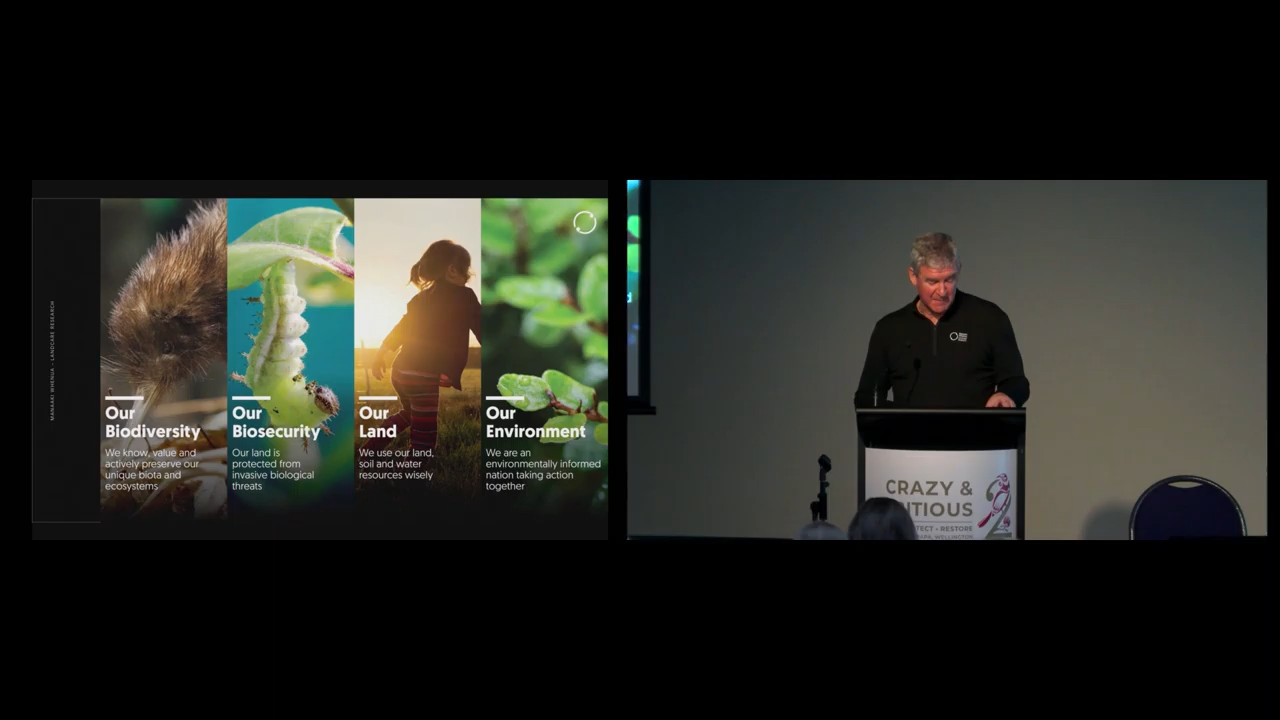 MANAAKI WHENUA – LANDCARE RESEARCH
Our
Biodiversity
We know, value and
actively preserve our
unique biota and
ecosystems
Our
Biosecurity
Our land is
protected from
invasive biological
threats
Our
Land
We use our land,
soil and water
resources wisely
Our
Environment
We are an
environmentally informed
nation taking action
together
CRAZY &
ITIOUS 2
TECT • RESTORE
WELLINGTON